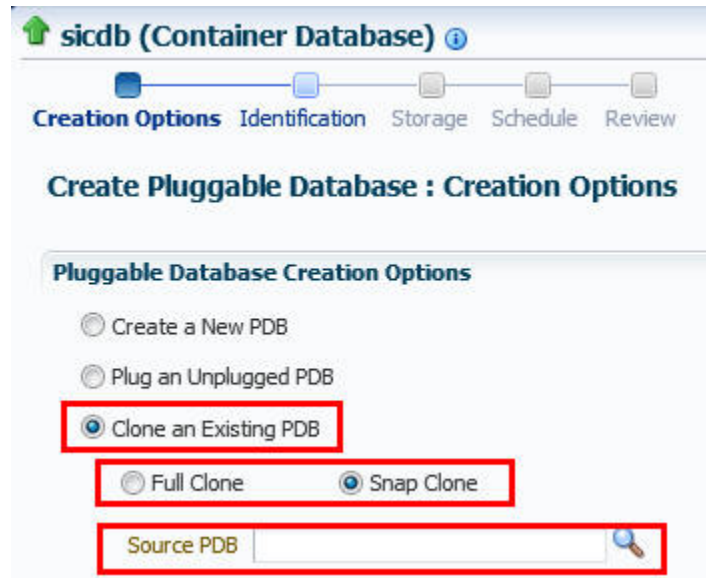 sicdb (Container Database)
Creation Options Identification Storage Schedule Review
Create Pluggable Database : Creation Options
Pluggable Database Creation Options
Create a New PDB
Plug an Unplugged PDB
Clone an Existing PDB
Full Clone Snap Clone
Source PDB